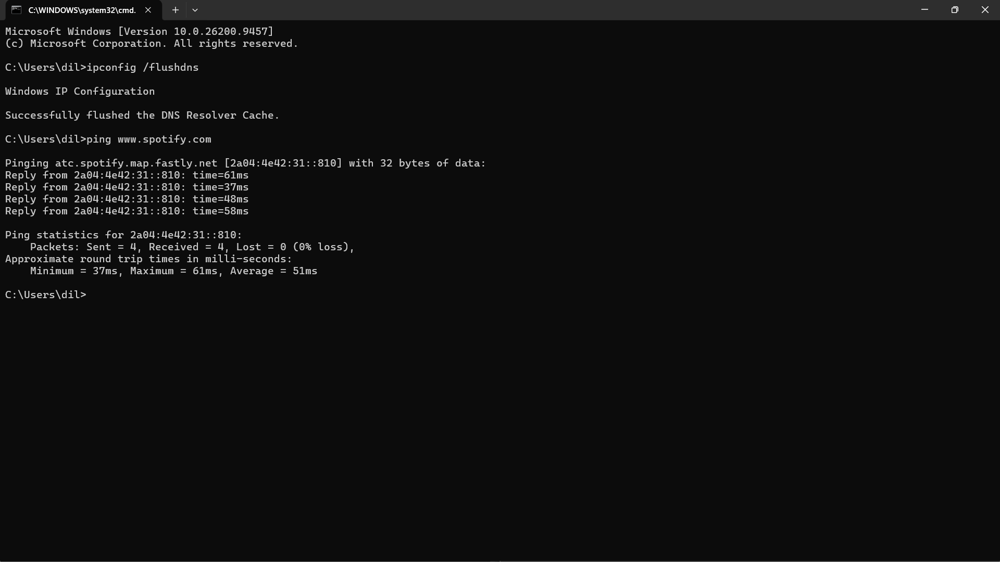 C:\WINDOWS\system32\cmd.
Microsoft Windows [Version 10.0.26200.9457]
(c) Microsoft Corporation. All rights reserved.
C:\Users\dil>ipconfig /flushdns
Windows IP Configuration
Successfully flushed the DNS Resolver Cache.
C:\Users\dil>ping www.spotify.com
Pinging atc.spotify.map.fastly.net [2a04:4e42:31::810] with 32 bytes of data:
Reply from 2a04:4e42:31::810: time=61ms
Reply from 2a04:4e42:31::810: time=37ms
Reply from 2a04:4e42:31::810: time=48ms
Reply from 2a04:4e42:31::810: time=58ms
Ping statistics for 2a04:4e42:31::810:
    Packets: Sent = 4, Received = 4, Lost = 0 (0% loss),
Approximate round trip times in milli-seconds:
    Minimum = 37ms, Maximum = 61ms, Average = 51ms
C:\Users\dil>